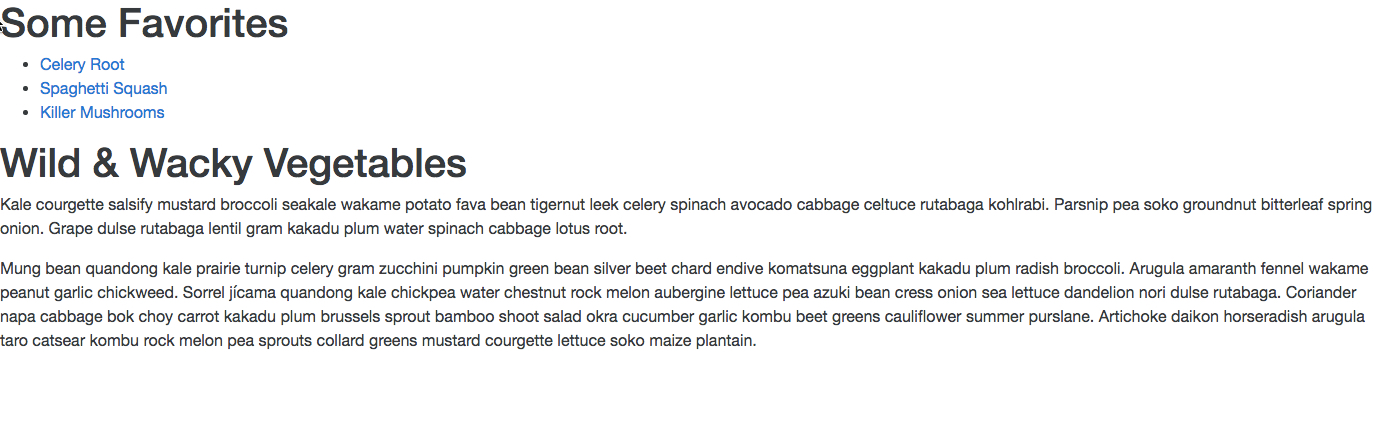 Some Favorites
Celery Root
Spaghetti Squash
Killer Mushrooms
Wild & Wacky Vegetables
Kale courgette salsify mustard broccoli seakale wakame potato fava bean tigernut leek celery spinach avocado cabbage celtuce rutabaga kohlrabi. Parsnip pea soko groundnut bitterleaf spring
onion. Grape dulse rutabaga lentil gram kakadu plum water spinach cabbage lotus root.
Mung bean quandong kale prairie turnip celery gram zucchini pumpkin green bean silver beet chard endive komatsuna eggplant kakadu plum radish broccoli. Arugula amaranth fennel wakame
peanut garlic chickweed. Sorrel jícama quandong kale chickpea water chestnut rock melon aubergine lettuce pea azuki bean cress onion sea lettuce dandelion nori dulse rutabaga. Coriander
napa cabbage bok choy carrot kakadu plum brussels sprout bamboo shoot salad okra cucumber garlic kombu beet greens cauliflower summer purslane. Artichoke daikon horseradish arugula
taro catsear kombu rock melon pea sprouts collard greens mustard courgette lettuce soko maize plantain.